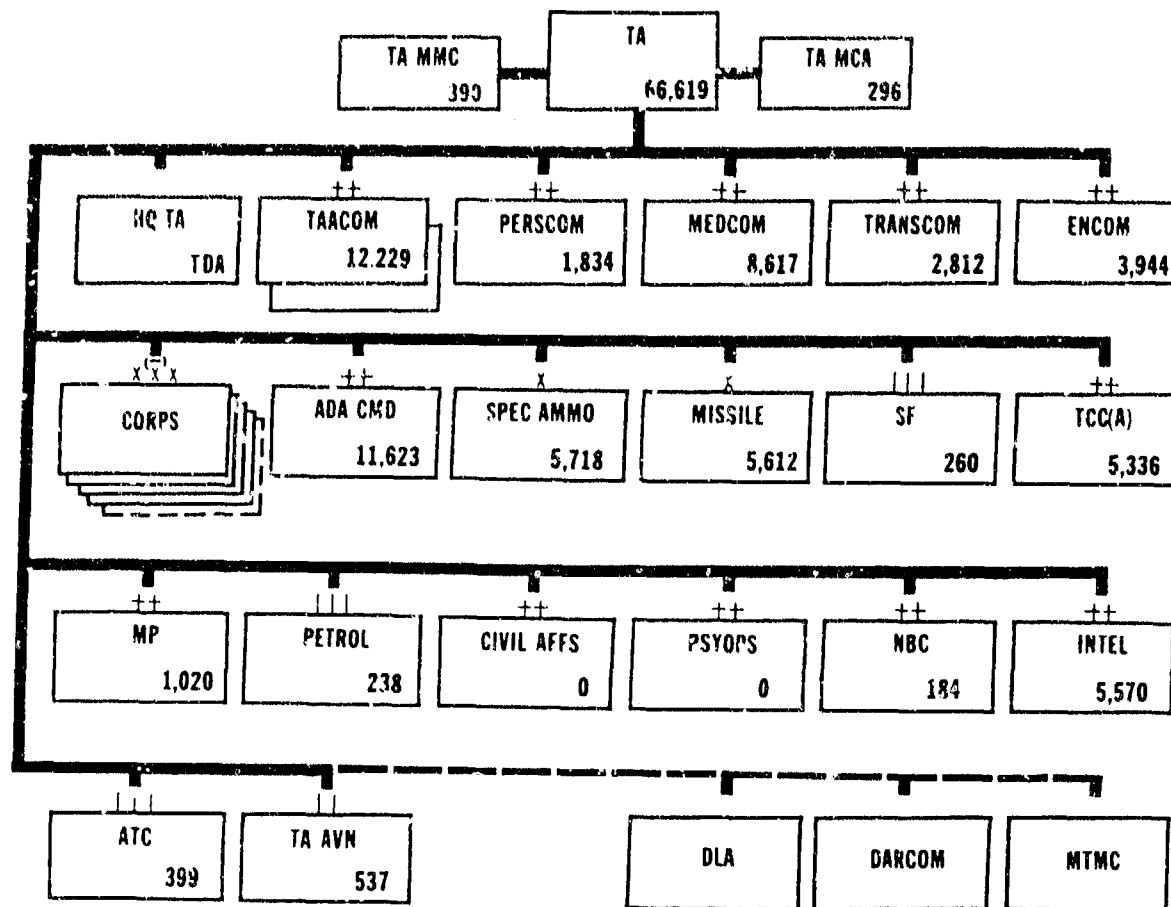 TA
TA MMC
TA MCA
66,619
390
296
++ ++ ++ ++ ++
HQ TA TAACOM PERSCOM MEDCOM TRANSCOM ENCOM
TDA 12.229 1,834 8,617 2,812 3,944
(-)
X X X ++ X X ||| ++
CORPS ADA CMD SPEC AMMO MISSILE SF TCC(A)
11,623 5,718 5,612 260 5,336
++ ||| ++ ++ ++ ++
MP PETROL CIVIL AFFS PSYOPS NBC INTEL
1,020 238 0 0 184 5,570
||| ||
ATC TA AVN DLA DARCOM MTMC
399 537